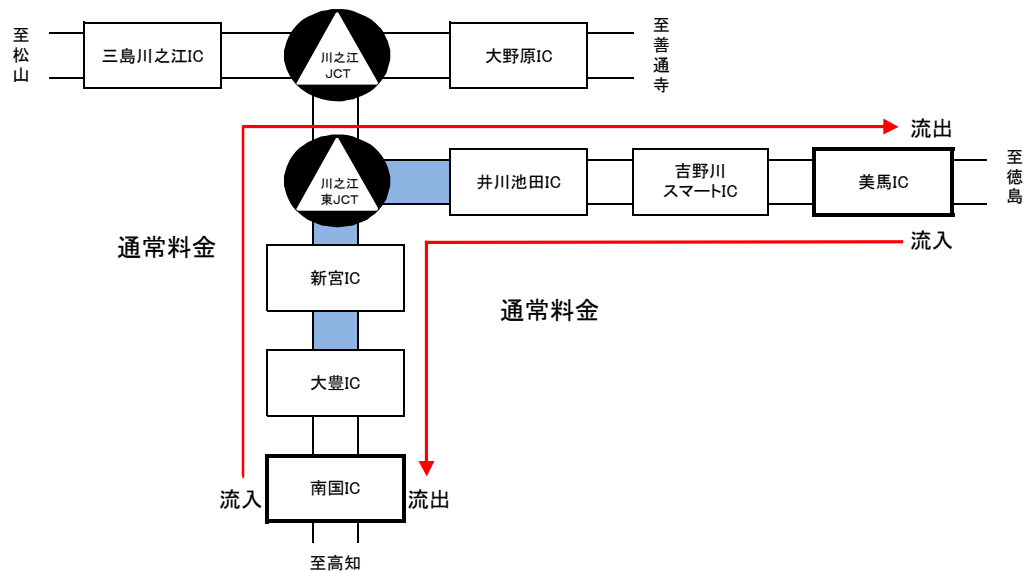 至松山
三島川之江IC
川之江
JCT
大野原IC
至善通寺
流出
川之江
東JCT
井川池田IC
吉野川
スマートIC
美馬IC
至徳島
通常料金
流入
新宮IC
通常料金
大豊IC
流入
南国IC
流出
至高知